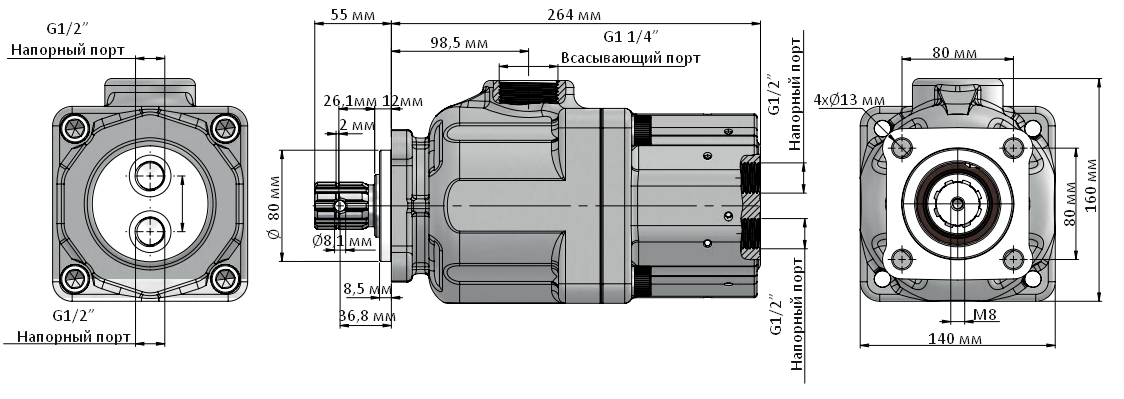 G1/2”
Напорный порт
G1/2”
Напорный порт
55 мм
264 мм
98,5 мм
G1 1/4”
Всасывающий порт
26,1мм
12мм
2 мм
Ø 80 мм
Ø8,1 мм
8,5 мм
36,8 мм
G1/2”
Напорный порт
G1/2”
Напорный порт
80 мм
4xØ13 мм
80 мм
160 мм
M8
140 мм